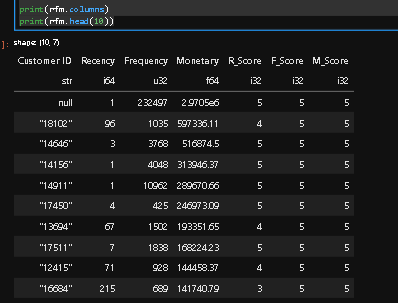 print(rfm.columns)
print(rfm.head(10))
]: shape: (10, 7)
Customer ID Recency Frequency Monetary R_Score F_Score M_Score
str i64 u32 f64 i32 i32 i32
null 1 232497 2.9705e6 5 5 5
"18102" 96 1035 597336.11 4 5 5
"14646" 3 3768 516874.5 5 5 5
"14156" 1 4048 313946.37 5 5 5
"14911" 1 10962 289670.66 5 5 5
"17450" 4 425 246973.09 5 5 5
"13694" 67 1502 193351.65 4 5 5
"17511" 7 1838 168224.23 5 5 5
"12415" 71 928 144458.37 4 5 5
"16684" 215 689 141740.79 3 5 5